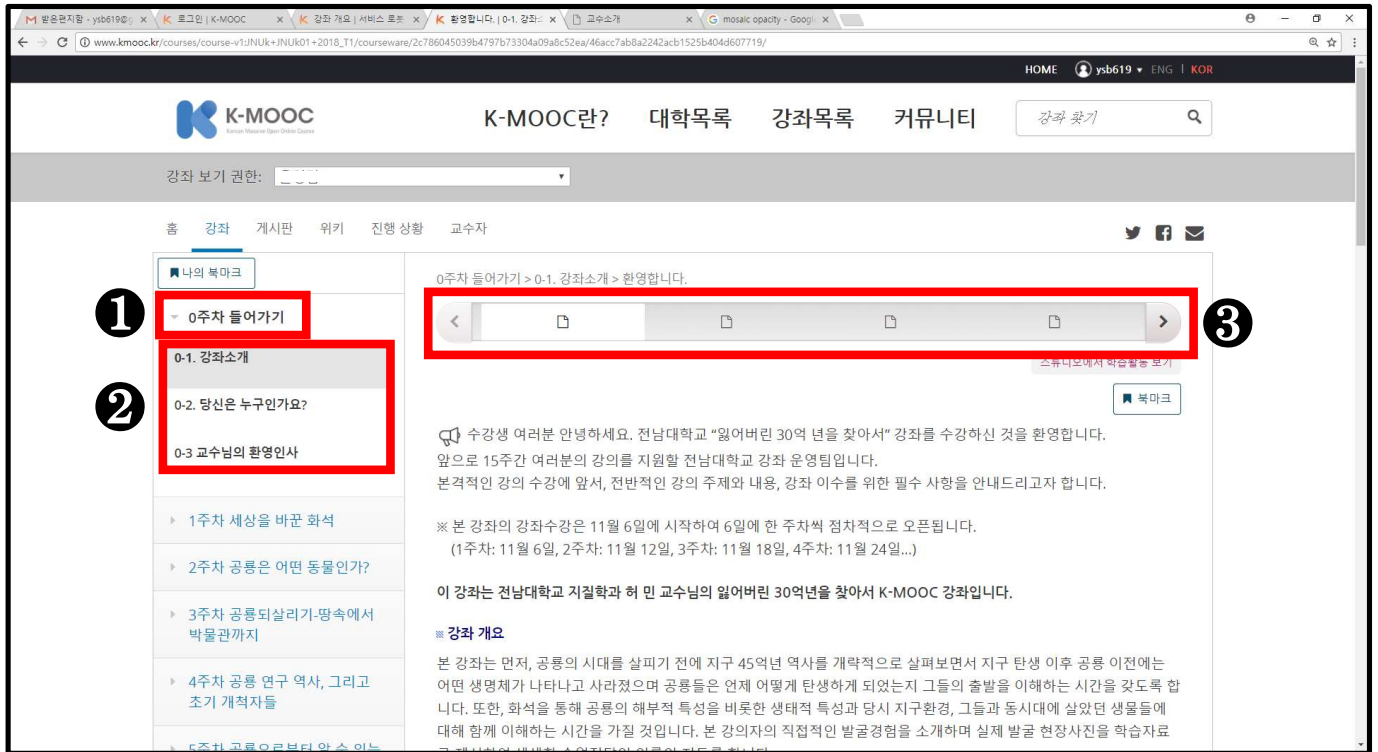 받은편지함 - ysb619@g
로그인 | K-MOOC
강좌 개요 | 서비스 로봇
환영합니다. | 0-1. 강좌소
교수소개
mosaic opacity - Googl
www.kmooc.kr/courses/course-v1:JNUk+JNUk01+2018_T1/courseware/2c786045039b4797b73304a09a8c52ea/46acc7ab8a2242acb1525b404d607719/
HOME ysb619 ▾ ENG | KOR
K-MOOC
Korean Massive Open Online Course
K-MOOC란? 대학목록 강좌목록 커뮤니티 강좌 찾기
강좌 보기 권한:
홈 강좌 게시판 위키 진행 상황 교수자
나의 북마크
0주차 들어가기 > 0-1. 강좌소개 > 환영합니다.
❶ 0주차 들어가기
❸
❷
0-1. 강좌소개
0-2. 당신은 누구인가요?
0-3 교수님의 환영인사
1주차 세상을 바꾼 화석
2주차 공룡은 어떤 동물인가?
3주차 공룡되살리기-땅속에서
박물관까지
4주차 공룡 연구 역사, 그리고
초기 개척자들
5주차 공룡으로부터 알 수 있는
스튜디오에서 학습활동 보기
북마크
수강생 여러분 안녕하세요. 전남대학교 “잃어버린 30억 년을 찾아서” 강좌를 수강하신 것을 환영합니다.
앞으로 15주간 여러분의 강의를 지원할 전남대학교 강좌 운영팀입니다.
본격적인 강의 수강에 앞서, 전반적인 강의 주제와 내용, 강좌 이수를 위한 필수 사항을 안내드리고자 합니다.
※ 본 강좌의 강좌수강은 11월 6일에 시작하여 6일에 한 주차씩 점차적으로 오픈됩니다.
(1주차: 11월 6일, 2주차: 11월 12일, 3주차: 11월 18일, 4주차: 11월 24일...)
이 강좌는 전남대학교 지질학과 허 민 교수님의 잃어버린 30억년을 찾아서 K-MOOC 강좌입니다.
※ 강좌 개요
본 강좌는 먼저, 공룡의 시대를 살피기 전에 지구 45억년 역사를 개략적으로 살펴보면서 지구 탄생 이후 공룡 이전에는
어떤 생명체가 나타나고 사라졌으며 공룡들은 언제 어떻게 탄생하게 되었는지 그들의 출발을 이해하는 시간을 갖도록 합
니다. 또한, 화석을 통해 공룡의 해부적 특성을 비롯한 생태적 특성과 당시 지구환경, 그들과 동시대에 살았던 생물들에
대해 함께 이해하는 시간을 가질 것입니다. 본 강의자의 직접적인 발굴경험을 소개하며 실제 발굴 현장사진을 학습자료